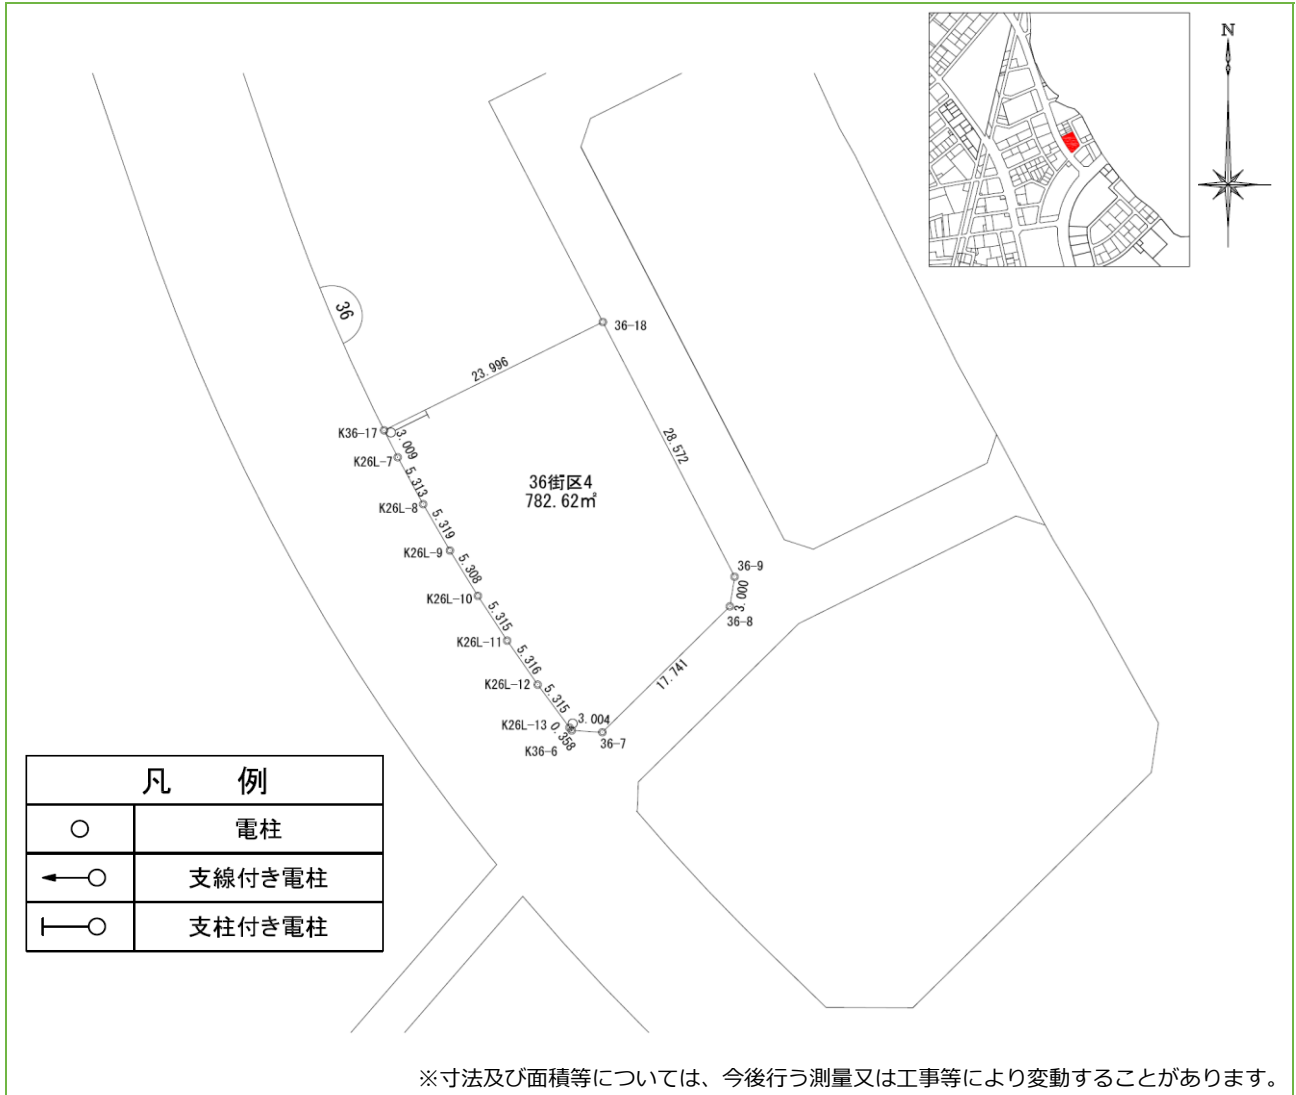 N
36
36-18
23.996
K36-17
3.009
K26L-7
5.313
28.572
K26L-8
36街区4
782.62㎡
5.319
K26L-9
5.308
36-9
K26L-10
3.000
5.315
36-8
K26L-11
5.316
17.741
K26L-12
5.315
3.004
K26L-13
0.358
36-7
K36-6
凡 例
電柱
支線付き電柱
支柱付き電柱
※寸法及び面積等については、今後行う測量又は工事等により変動することがあります。